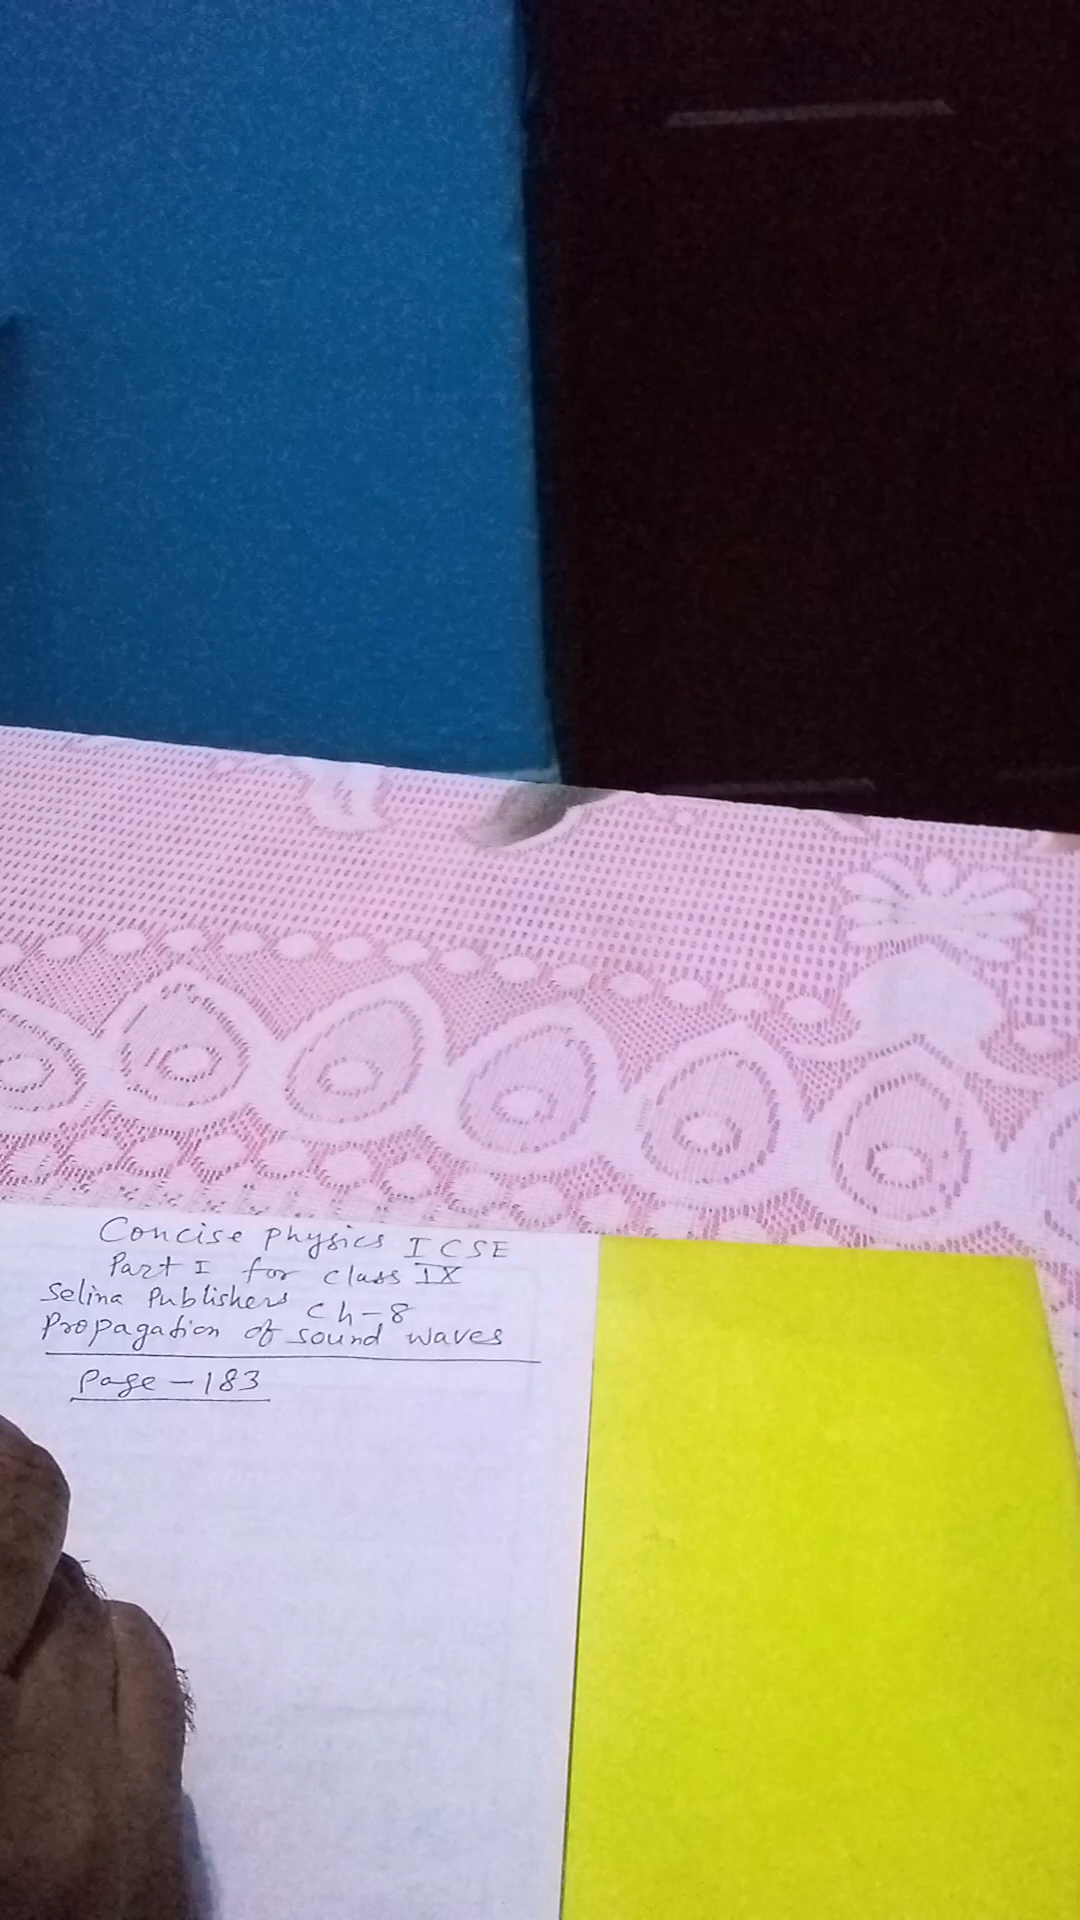 Concise Physics ICSE
Part I for class IX
Selina Publishers Ch-8
Propagation of sound waves
Page - 183